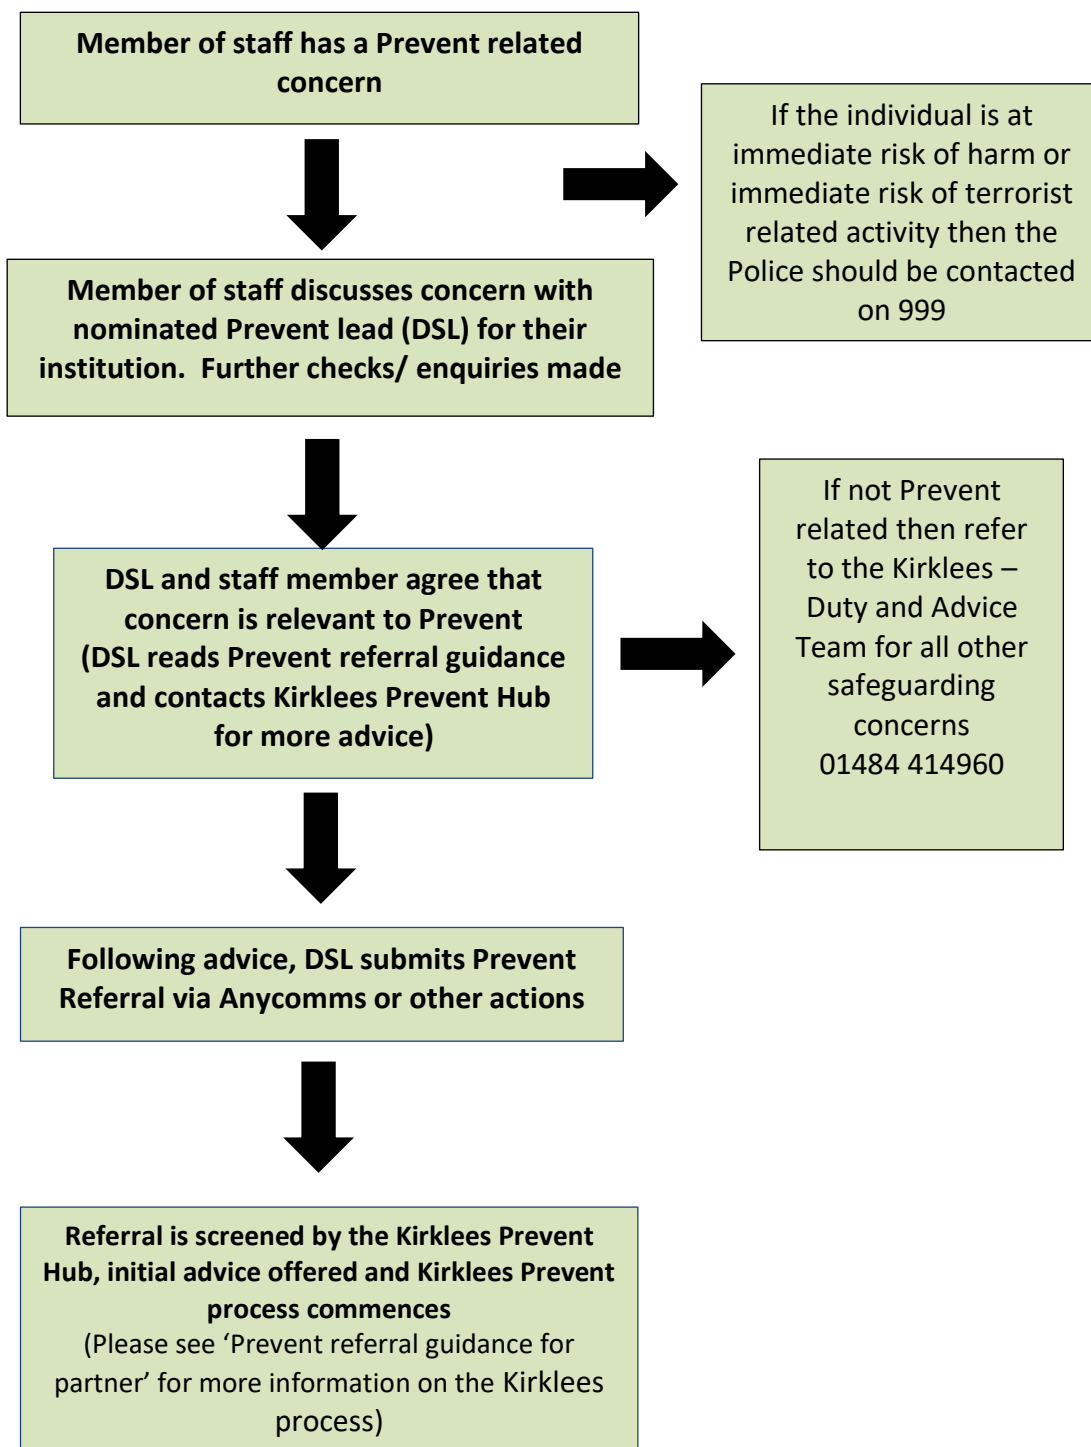 Member of staff has a Prevent related
concern
If the individual is at
immediate risk of harm or
immediate risk of terrorist
related activity then the
Police should be contacted
on 999
Member of staff discusses concern with
nominated Prevent lead (DSL) for their
institution.  Further checks/ enquiries made
DSL and staff member agree that
concern is relevant to Prevent
(DSL reads Prevent referral guidance
and contacts Kirklees Prevent Hub
for more advice)
If not Prevent
related then refer
to the Kirklees –
Duty and Advice
Team for all other
safeguarding
concerns
01484 414960
Following advice, DSL submits Prevent
Referral via Anycomms or other actions
Referral is screened by the Kirklees Prevent
Hub, initial advice offered and Kirklees Prevent
process commences
(Please see ‘Prevent referral guidance for
partner’ for more information on the Kirklees
process)